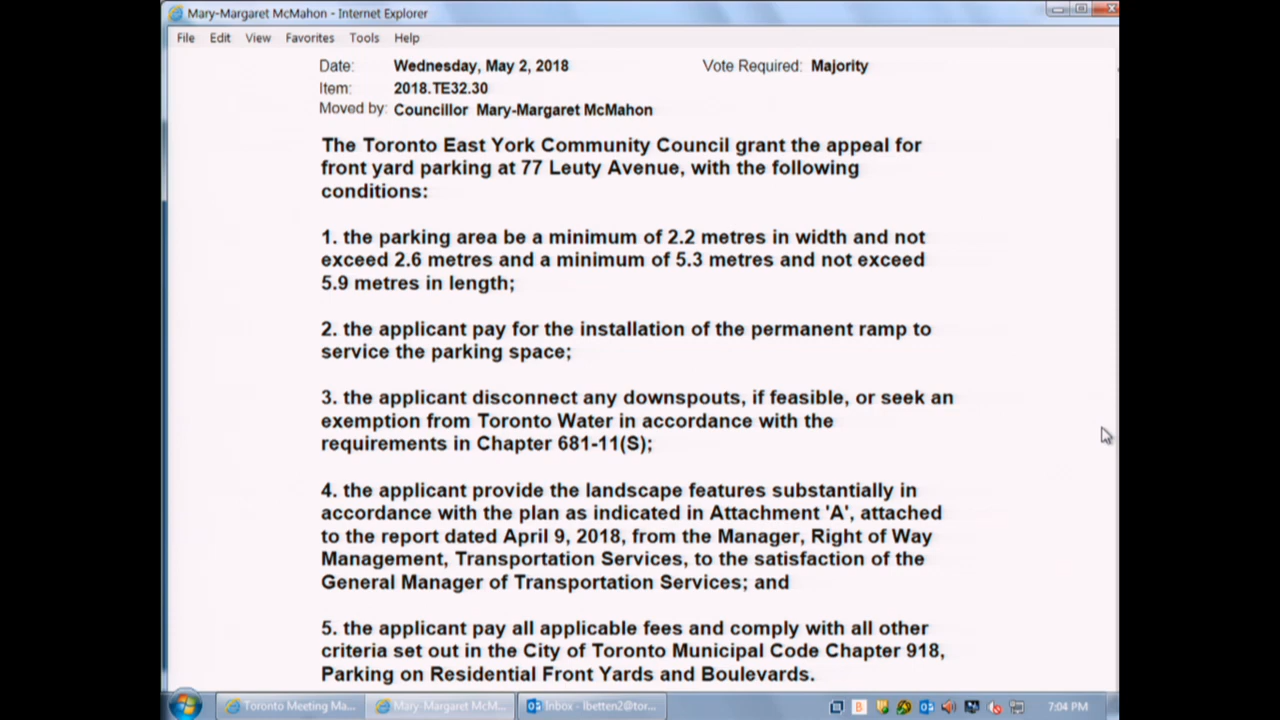 Mary-Margaret McMahon - Internet Explorer
File Edit View Favorites Tools Help
Date: Wednesday, May 2, 2018 Vote Required: Majority
Item: 2018.TE32.30
Moved by: Councillor Mary-Margaret McMahon
The Toronto East York Community Council grant the appeal for
front yard parking at 77 Leuty Avenue, with the following
conditions:
1. the parking area be a minimum of 2.2 metres in width and not
exceed 2.6 metres and a minimum of 5.3 metres and not exceed
5.9 metres in length;
2. the applicant pay for the installation of the permanent ramp to
service the parking space;
3. the applicant disconnect any downspouts, if feasible, or seek an
exemption from Toronto Water in accordance with the
requirements in Chapter 681-11(S);
4. the applicant provide the landscape features substantially in
accordance with the plan as indicated in Attachment 'A', attached
to the report dated April 9, 2018, from the Manager, Right of Way
Management, Transportation Services, to the satisfaction of the
General Manager of Transportation Services; and
5. the applicant pay all applicable fees and comply with all other
criteria set out in the City of Toronto Municipal Code Chapter 918,
Parking on Residential Front Yards and Boulevards.
Toronto Meeting Ma... Mary-Margaret McM... Inbox - lbetten2@tor... 7:04 PM